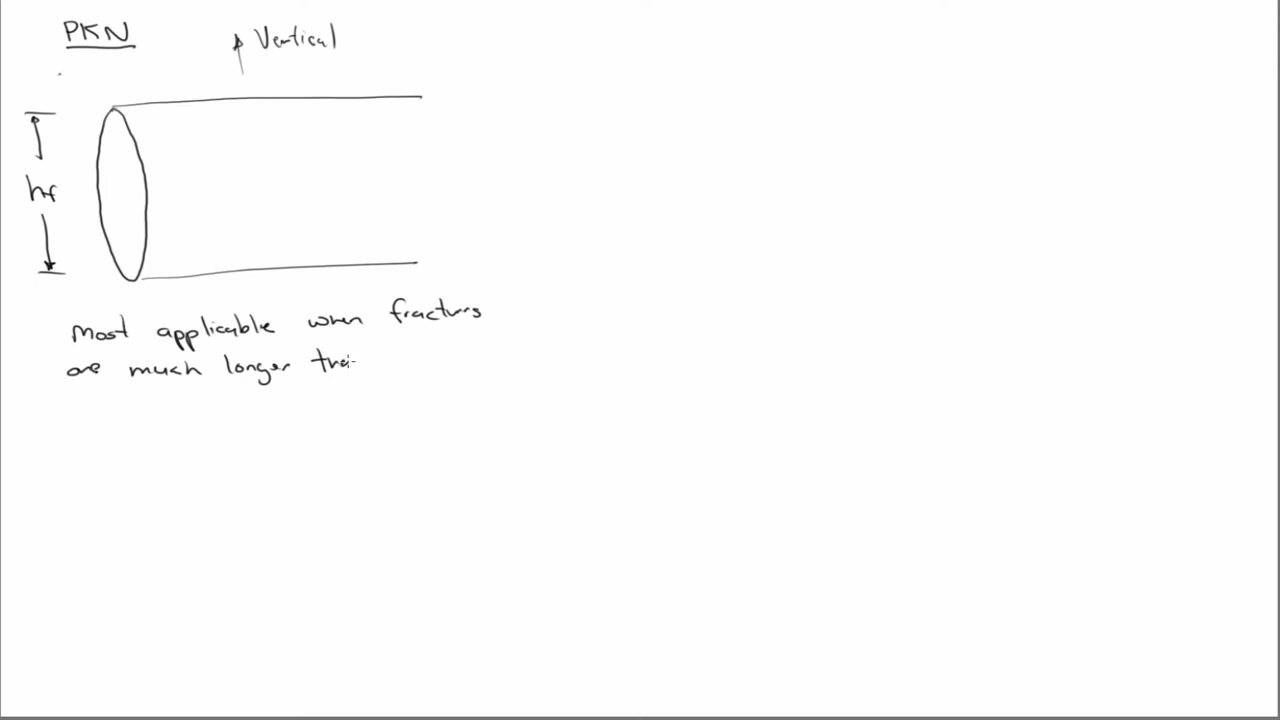 PKN
Vertical
hf
Most applicable when fractures
are much longer